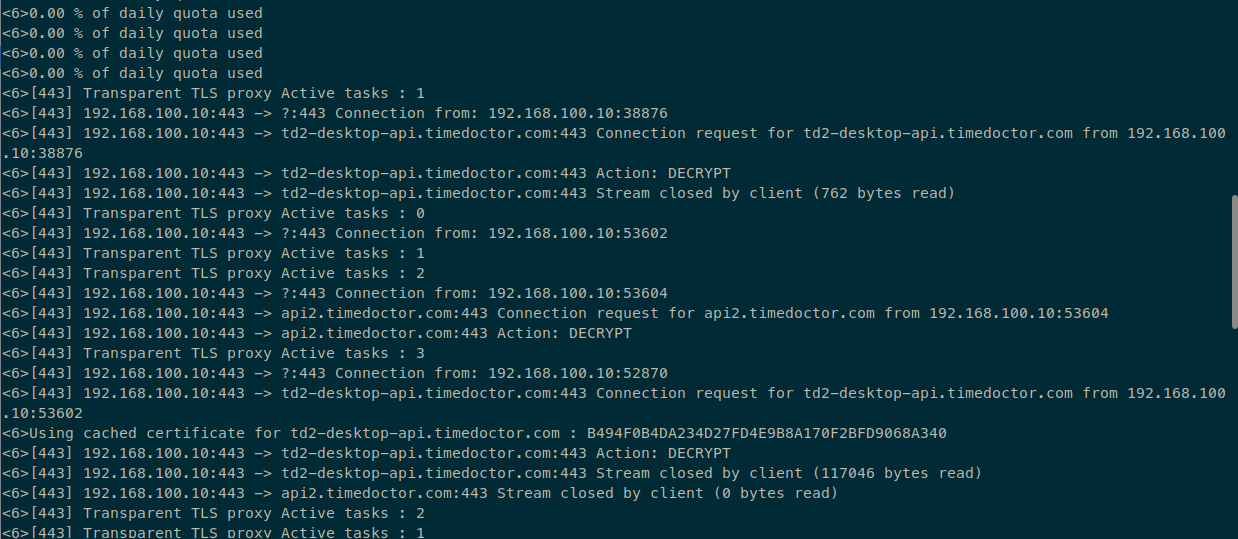 <6>0.00 % of daily quota used
<6>0.00 % of daily quota used
<6>0.00 % of daily quota used
<6>0.00 % of daily quota used
<6>[443] Transparent TLS proxy Active tasks : 1
<6>[443] 192.168.100.10:443 -> ?:443 Connection from: 192.168.100.10:38876
<6>[443] 192.168.100.10:443 -> td2-desktop-api.timedoctor.com:443 Connection request for td2-desktop-api.timedoctor.com from 192.168.100
.10:38876
<6>[443] 192.168.100.10:443 -> td2-desktop-api.timedoctor.com:443 Action: DECRYPT
<6>[443] 192.168.100.10:443 -> td2-desktop-api.timedoctor.com:443 Stream closed by client (762 bytes read)
<6>[443] Transparent TLS proxy Active tasks : 0
<6>[443] 192.168.100.10:443 -> ?:443 Connection from: 192.168.100.10:53602
<6>[443] Transparent TLS proxy Active tasks : 1
<6>[443] Transparent TLS proxy Active tasks : 2
<6>[443] 192.168.100.10:443 -> ?:443 Connection from: 192.168.100.10:53604
<6>[443] 192.168.100.10:443 -> api2.timedoctor.com:443 Connection request for api2.timedoctor.com from 192.168.100.10:53604
<6>[443] 192.168.100.10:443 -> api2.timedoctor.com:443 Action: DECRYPT
<6>[443] Transparent TLS proxy Active tasks : 3
<6>[443] 192.168.100.10:443 -> ?:443 Connection from: 192.168.100.10:52870
<6>[443] 192.168.100.10:443 -> td2-desktop-api.timedoctor.com:443 Connection request for td2-desktop-api.timedoctor.com from 192.168.100
.10:53602
<6>Using cached certificate for td2-desktop-api.timedoctor.com : B494F0B4DA234D27FD4E9B8A170F2BFD9068A340
<6>[443] 192.168.100.10:443 -> td2-desktop-api.timedoctor.com:443 Action: DECRYPT
<6>[443] 192.168.100.10:443 -> td2-desktop-api.timedoctor.com:443 Stream closed by client (117046 bytes read)
<6>[443] 192.168.100.10:443 -> api2.timedoctor.com:443 Stream closed by client (0 bytes read)
<6>[443] Transparent TLS proxy Active tasks : 2
<6>[443] Transparent TLS proxy Active tasks : 1